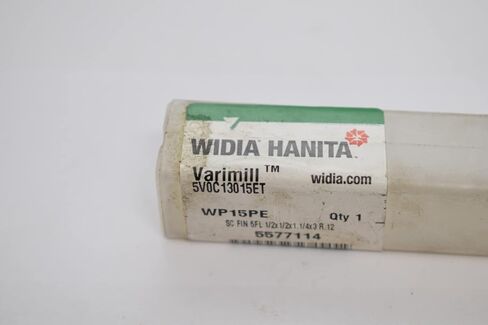 WIDIA HANITA
Varimill™ widia.com
5V0C13015ET
WP15PE Qty 1
SC FIN 5FL 1/2x1/2x1.1/4x3 R.12
5577114